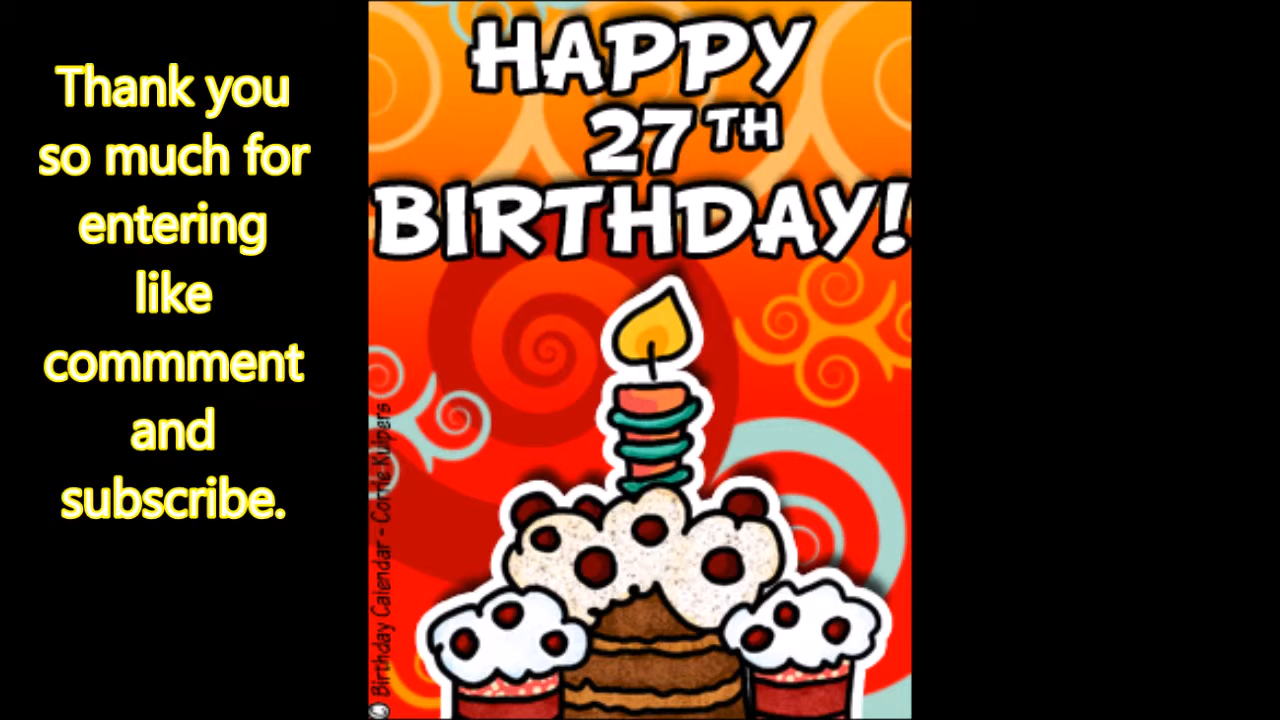 Thank you
so much for
entering
like
commment
and
subscribe.
HAPPY
27TH
BIRTHDAY!
© Birthday Calendar - Corrie Kuipers